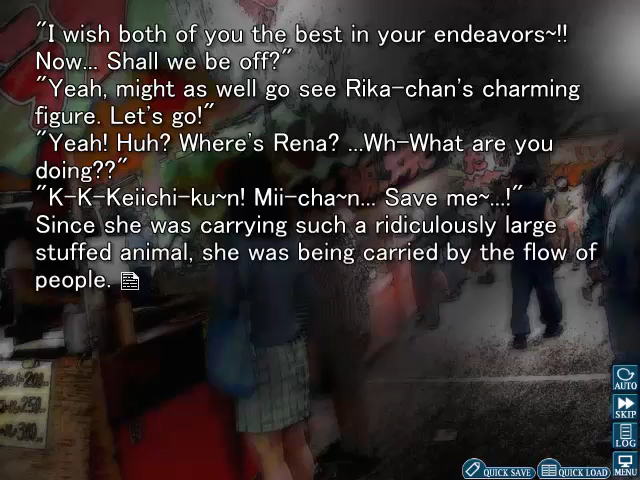 "I wish both of you the best in your endeavors~!!
Now... Shall we be off?"
"Yeah, might as well go see Rika-chan's charming
figure. Let's go!"
"Yeah! Huh? Where's Rena? ...Wh-What are you
doing??"
"K-K-Keiichi-ku~n! Mii-cha~n... Save me~...!"
Since she was carrying such a ridiculously large
stuffed animal, she was being carried by the flow of
people.
AUTO
SKIP
LOG
MENU
QUICK SAVE
QUICK LOAD